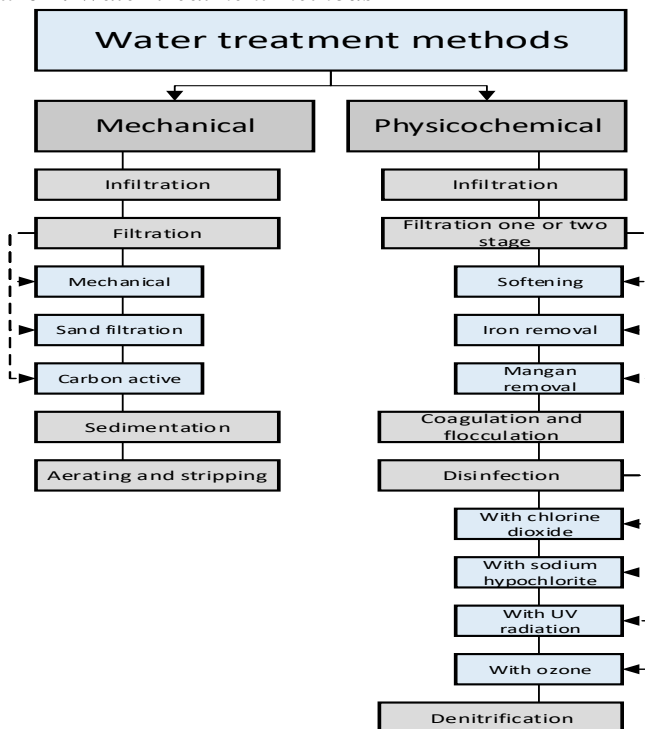 Water treatment methods
Mechanical
Infiltration
Filtration
Mechanical
Sand filtration
Carbon active
Sedimentation
Aerating and stripping
Physicochemical
Infiltration
Filtration one or two
stage
Softening
Iron removal
Mangan
removal
Coagulation and
flocculation
Disinfection
With chlorine
dioxide
With sodium
hypochlorite
With UV
radiation
With ozone
Denitrification